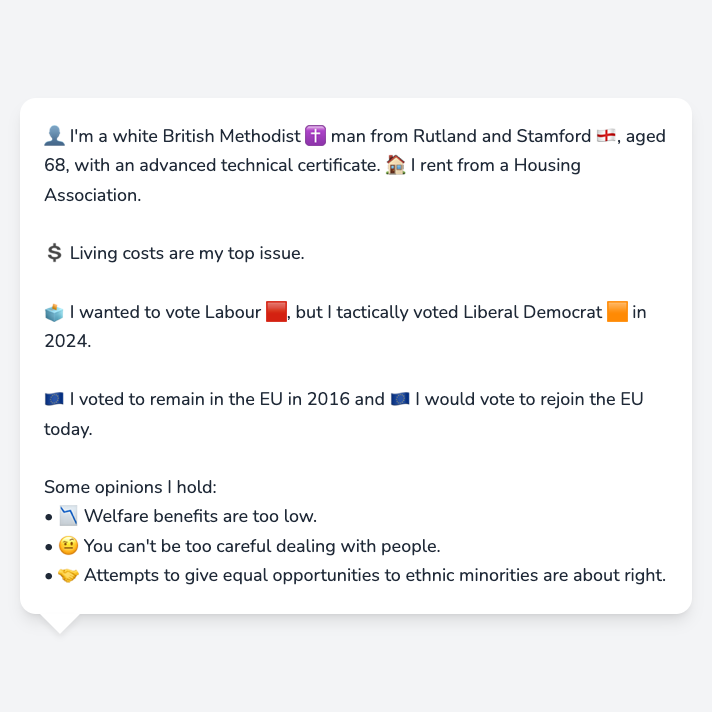 👤 I'm a white British Methodist ✝️ man from Rutland and Stamford 🏴󠁧󠁢󠁥󠁮󠁧󠁿, aged
68, with an advanced technical certificate. 🏠 I rent from a Housing
Association.
💲 Living costs are my top issue.
🗳️ I wanted to vote Labour 🟥, but I tactically voted Liberal Democrat 🟧 in
2024.
🇪🇺 I voted to remain in the EU in 2016 and 🇪🇺 I would vote to rejoin the EU
today.
Some opinions I hold:
• 📉 Welfare benefits are too low.
• 🤨 You can't be too careful dealing with people.
• 🤝 Attempts to give equal opportunities to ethnic minorities are about right.